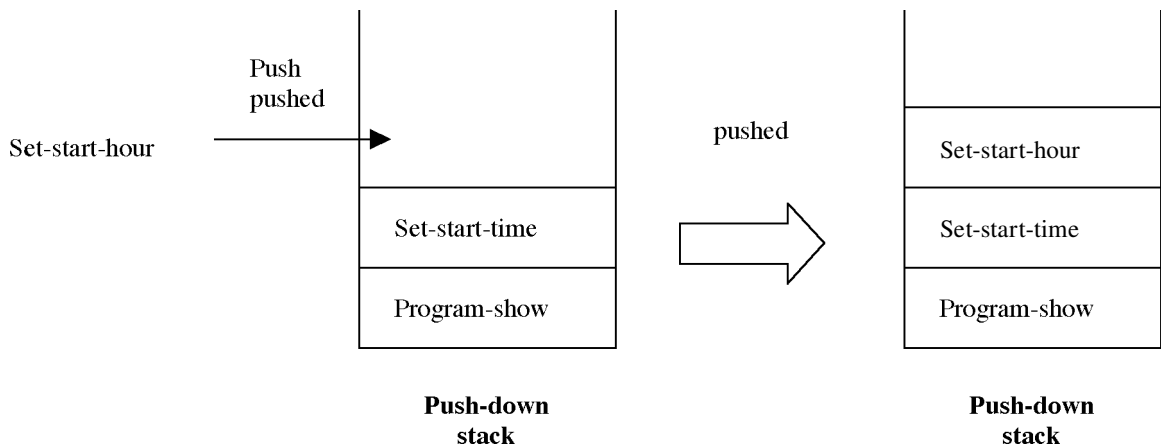 Push
pushed
Set-start-hour
Set-start-time
Program-show
Push-down
stack
pushed
Set-start-hour
Set-start-time
Program-show
Push-down
stack